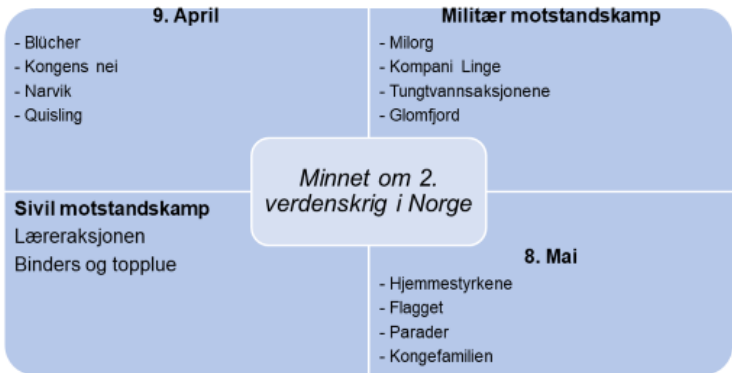 9. April
- Blücher
- Kongens nei
- Narvik
- Quisling
Militær motstandskamp
- Milorg
- Kompani Linge
- Tungtvannsaksjonene
- Glomfjord
Minnet om 2.
verdenskrig i Norge
Sivil motstandskamp
Læreraksjonen
Binders og topplue
8. Mai
- Hjemmestyrkene
- Flagget
- Parader
- Kongefamilien